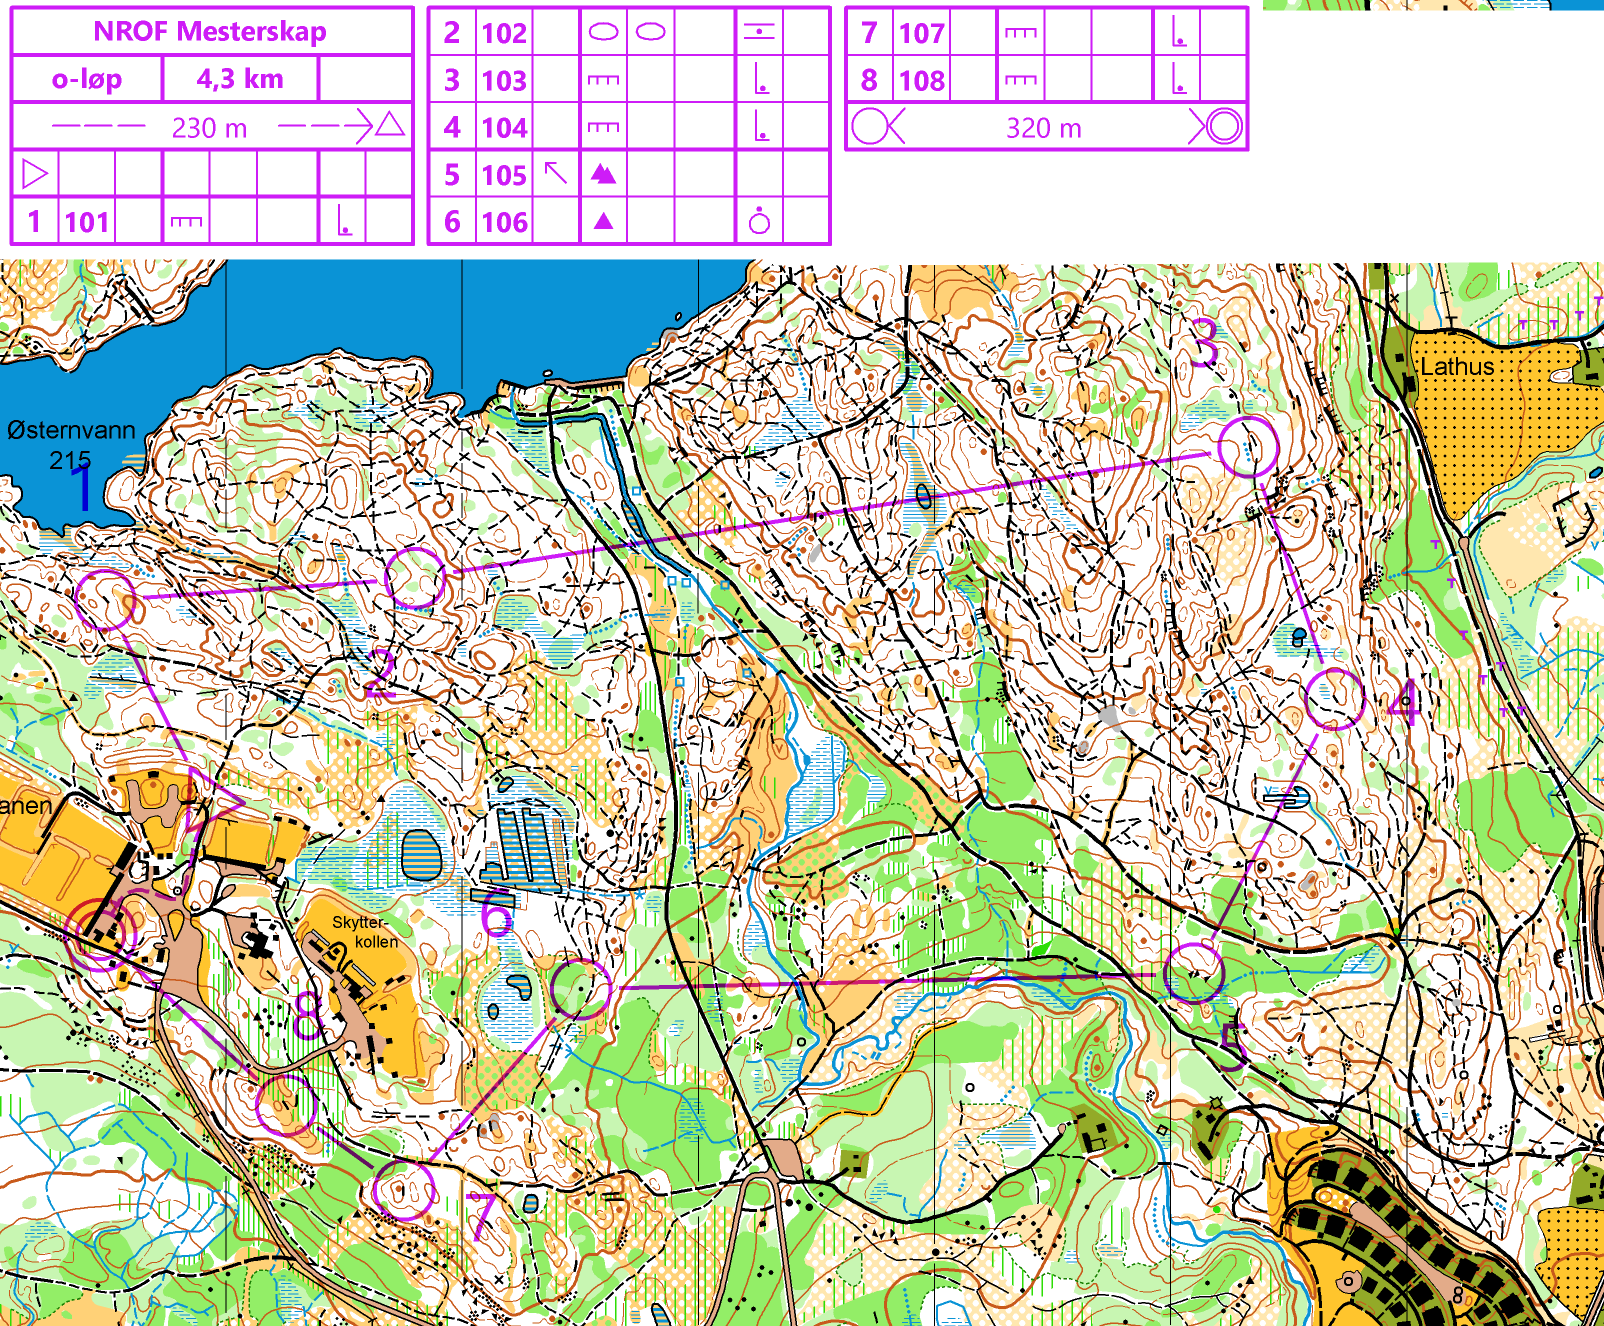 NROF Mesterskap
o-løp 4,3 km
230 m
1 101
2 102
3 103
4 104
5 105
6 106
7 107
8 108
320 m
3
Lathus
Østernvann
215
1
2
4
anen
6
Skytter-
kollen
8
5
7